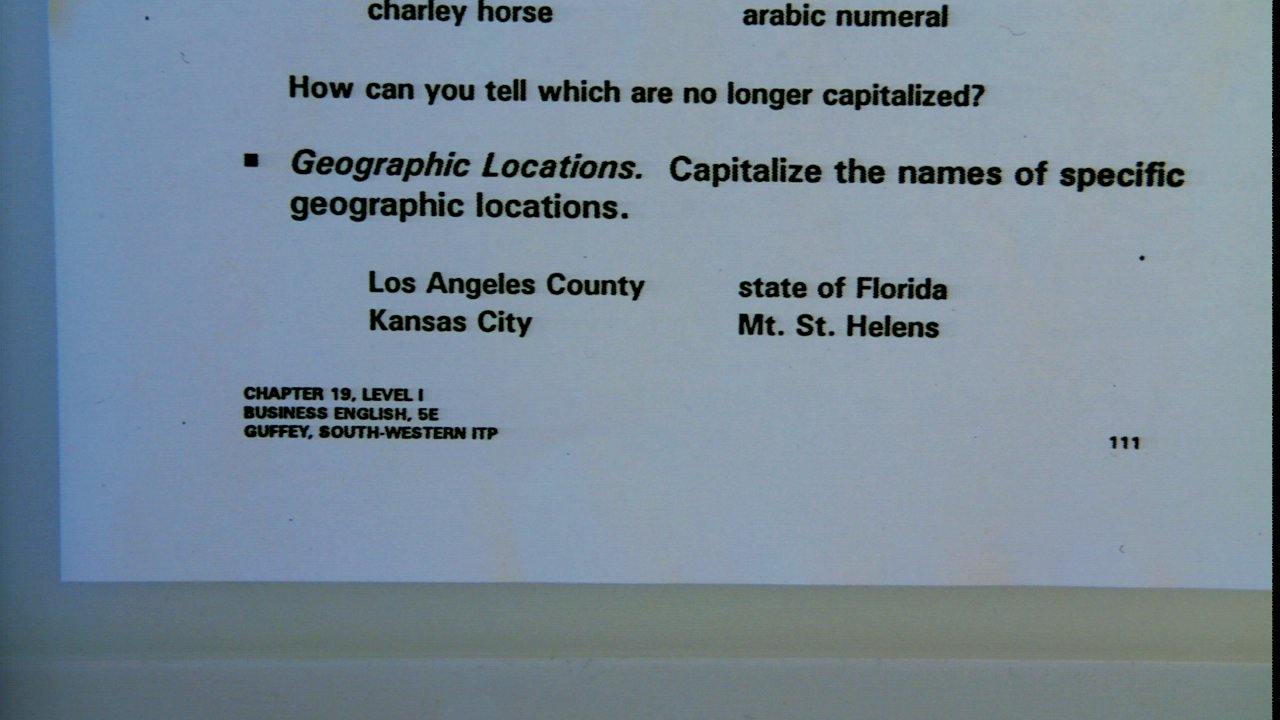 charley horse arabic numeral
How can you tell which are no longer capitalized?
■ Geographic Locations. Capitalize the names of specific
geographic locations.
Los Angeles County state of Florida
Kansas City Mt. St. Helens
CHAPTER 19, LEVEL I
BUSINESS ENGLISH, 5E
GUFFEY, SOUTH-WESTERN ITP
111